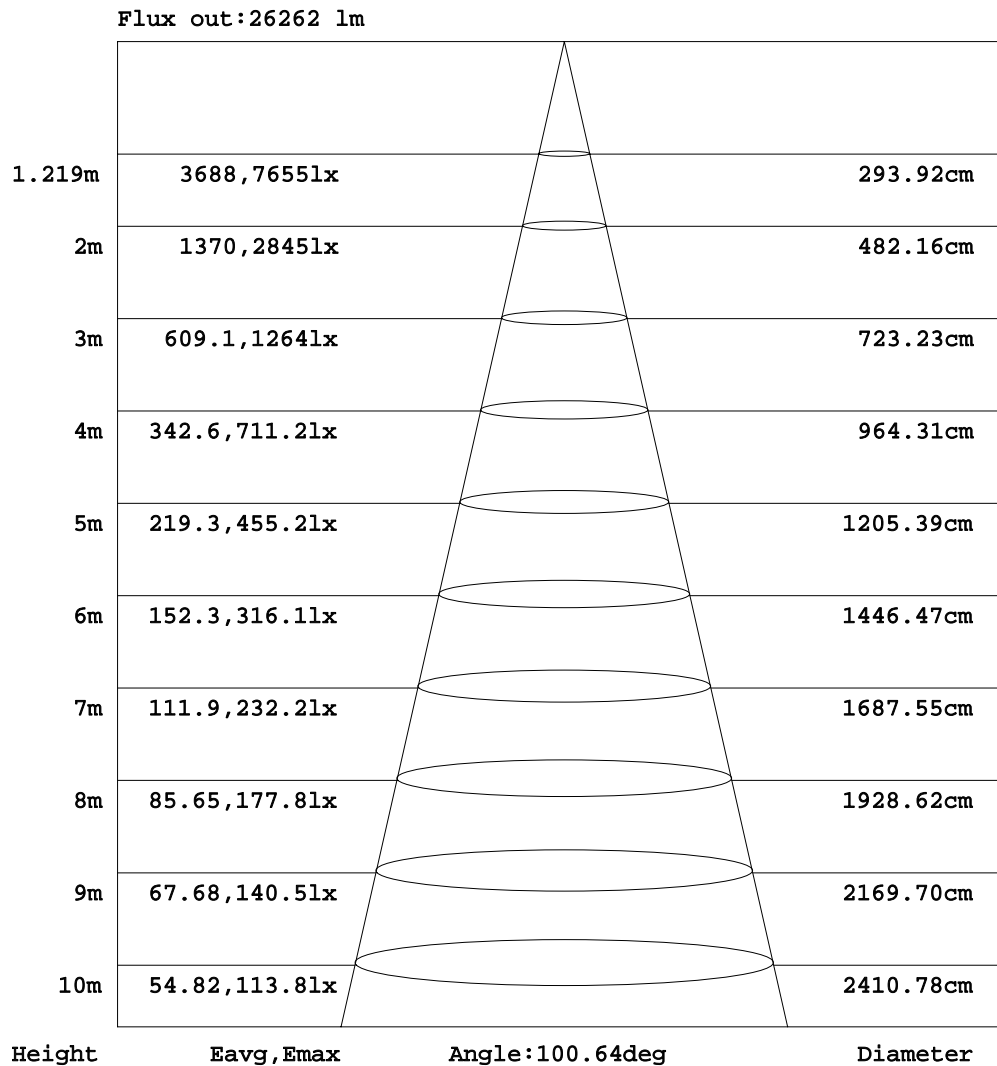 Flux out:26262 lm
1.219m 3688,7655lx 293.92cm
2m 1370,2845lx 482.16cm
3m 609.1,1264lx 723.23cm
4m 342.6,711.2lx 964.31cm
5m 219.3,455.2lx 1205.39cm
6m 152.3,316.1lx 1446.47cm
7m 111.9,232.2lx 1687.55cm
8m 85.65,177.8lx 1928.62cm
9m 67.68,140.5lx 2169.70cm
10m 54.82,113.8lx 2410.78cm
Height Eavg,Emax Angle:100.64deg Diameter